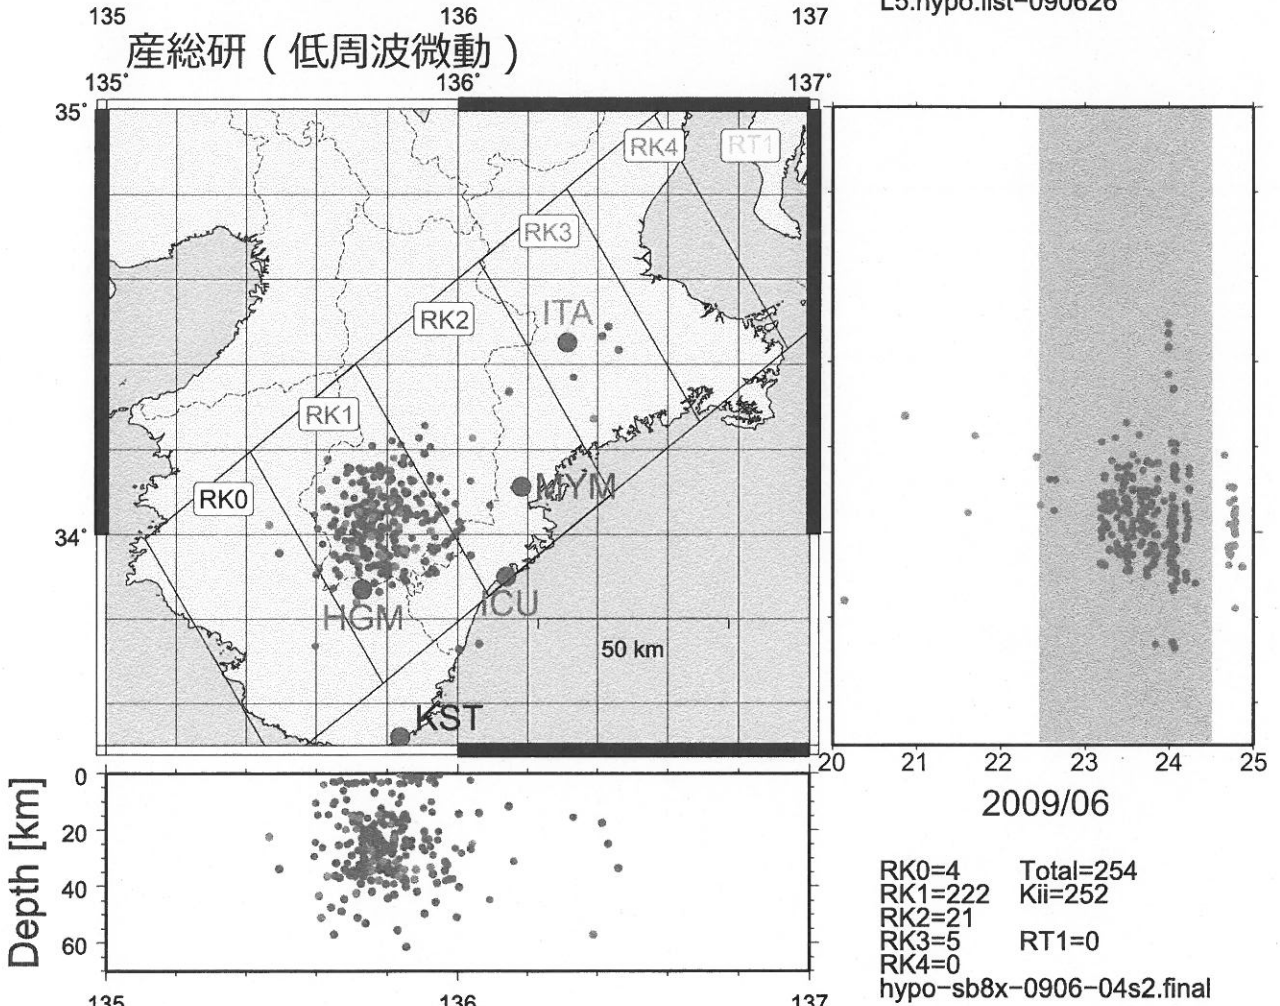 135 136 137
L5.hypo.list-090626
産総研 ( 低周波微動 )
135° 136° 137°
35°
RK4 RT1
RK3
ITA
RK2
RK1
MYM
RK0
34°
HGM ICU
50 km
KST
20 21 22 23 24 25
2009/06
Depth [km]
0
20
40
60
RK0=4 Total=254
RK1=222 Kii=252
RK2=21
RK3=5 RT1=0
RK4=0
hypo-sb8x-0906-04s2.final
135 136 137